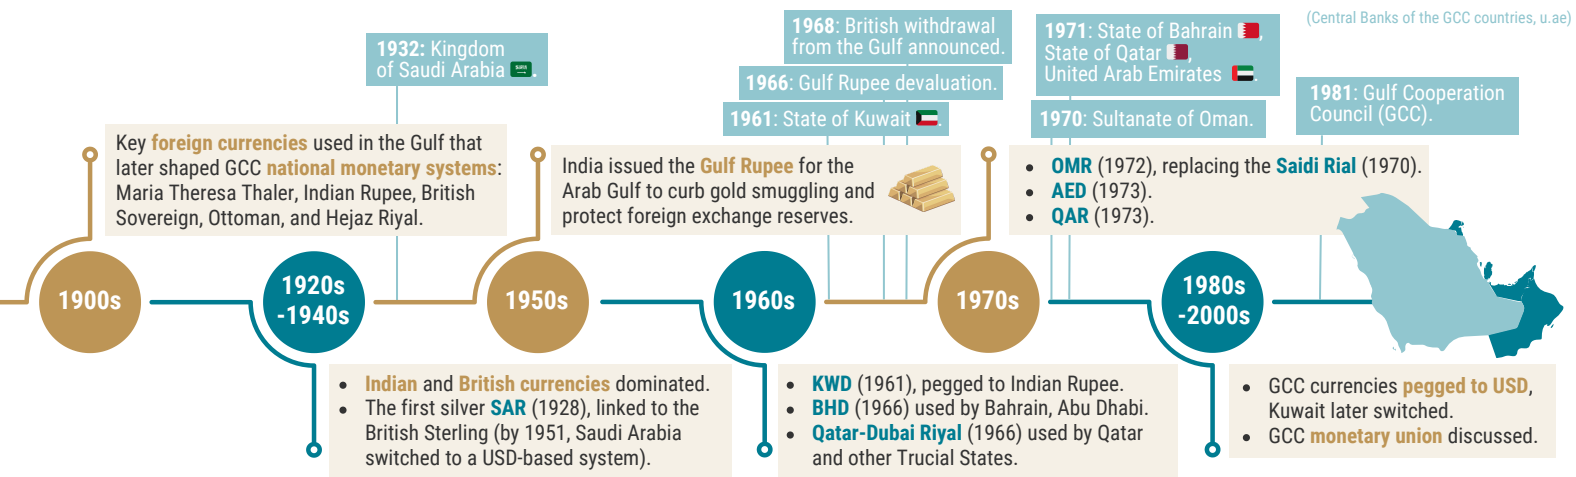 (Central Banks of the GCC countries, u.ae)
1932: Kingdom
of Saudi Arabia .
1968: British withdrawal
from the Gulf announced.
1966: Gulf Rupee devaluation.
1961: State of Kuwait .
1971: State of Bahrain ,
State of Qatar ,
United Arab Emirates .
1970: Sultanate of Oman.
1981: Gulf Cooperation
Council (GCC).
Key foreign currencies used in the Gulf that
later shaped GCC national monetary systems:
Maria Theresa Thaler, Indian Rupee, British
Sovereign, Ottoman, and Hejaz Riyal.
India issued the Gulf Rupee for the
Arab Gulf to curb gold smuggling and
protect foreign exchange reserves.
• OMR (1972), replacing the Saidi Rial (1970).
• AED (1973).
• QAR (1973).
1900s
1920s
-1940s
1950s
1960s
1970s
1980s
-2000s
• Indian and British currencies dominated.
• The first silver SAR (1928), linked to the
British Sterling (by 1951, Saudi Arabia
switched to a USD-based system).
• KWD (1961), pegged to Indian Rupee.
• BHD (1966) used by Bahrain, Abu Dhabi.
• Qatar-Dubai Riyal (1966) used by Qatar
and other Trucial States.
• GCC currencies pegged to USD,
Kuwait later switched.
• GCC monetary union discussed.